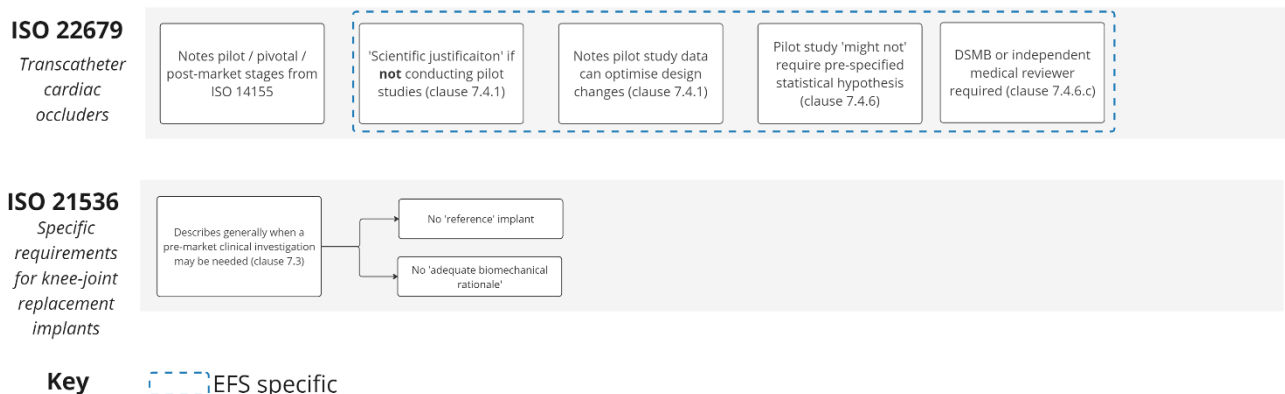 ISO 22679
Transcatheter
cardiac
occluders
Notes pilot / pivotal /
post-market stages from
ISO 14155
'Scientific justificaiton' if
not conducting pilot
studies (clause 7.4.1)
Notes pilot study data
can optimise design
changes (clause 7.4.1)
Pilot study 'might not'
require pre-specified
statistical hypothesis
(clause 7.4.6)
DSMB or independent
medical reviewer
required (clause 7.4.6.c)
ISO 21536
Specific
requirements
for knee-joint
replacement
implants
Describes generally when a
pre-market clinical investigation
may be needed (clause 7.3)
No 'reference' implant
No 'adequate biomechanical
rationale'
Key
EFS specific